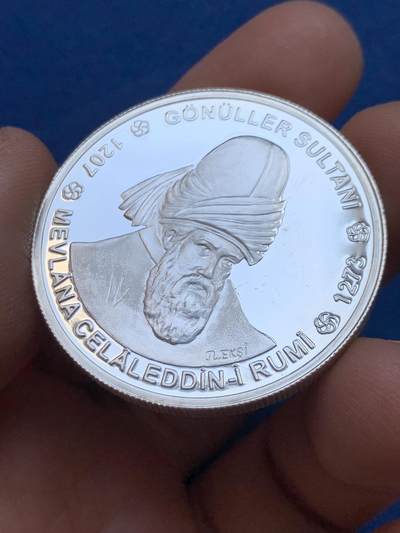 GÖNÜLLER SULTANI
1207
1273
MEVLÂNA CELÂLEDDİN-İ RUMİ
N.EKŞİ